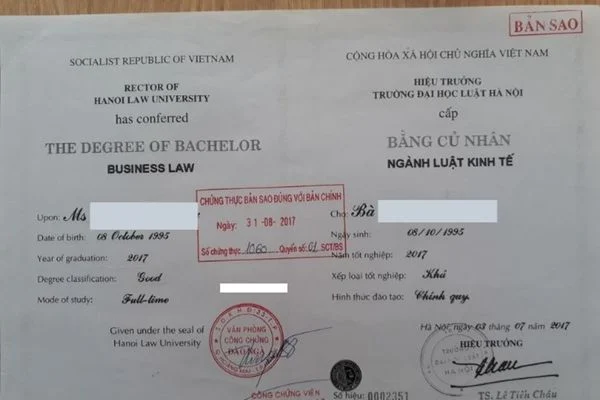 BẢN SAO
SOCIALIST REPUBLIC OF VIETNAM
RECTOR OF
HANOI LAW UNIVERSITY
has conferred
THE DEGREE OF BACHELOR
BUSINESS LAW
Upon: Ms
Date of birth: 08 October 1995
Year of graduation: 2017
Degree classification: Good
Mode of study: Full-time
Given under the seal of
Hanoi Law University
CỘNG HÒA XÃ HỘI CHỦ NGHĨA VIỆT NAM
HIỆU TRƯỞNG
TRƯỜNG ĐẠI HỌC LUẬT HÀ NỘI
cấp
BẰNG CỬ NHÂN
NGÀNH LUẬT KINH TẾ
Cho: Bà
Ngày sinh: 08/10/1995
Năm tốt nghiệp: 2017
Xếp loại tốt nghiệp: Khá
Hình thức đào tạo: Chính quy
Hà Nội, ngày 03 tháng 07 năm 2017
HIỆU TRƯỞNG
TS. Lê Tiến Châu
Số hiệu: 0002351
CHỨNG THỰC BẢN SAO ĐÚNG VỚI BẢN CHÍNH
Ngày: 31-08-2017
Số chứng thực 1060 Quyển số: 01 SCT/BS
VĂN PHÒNG
CÔNG CHỨNG
ĐÀO NGA
CÔNG CHỨNG VIÊN